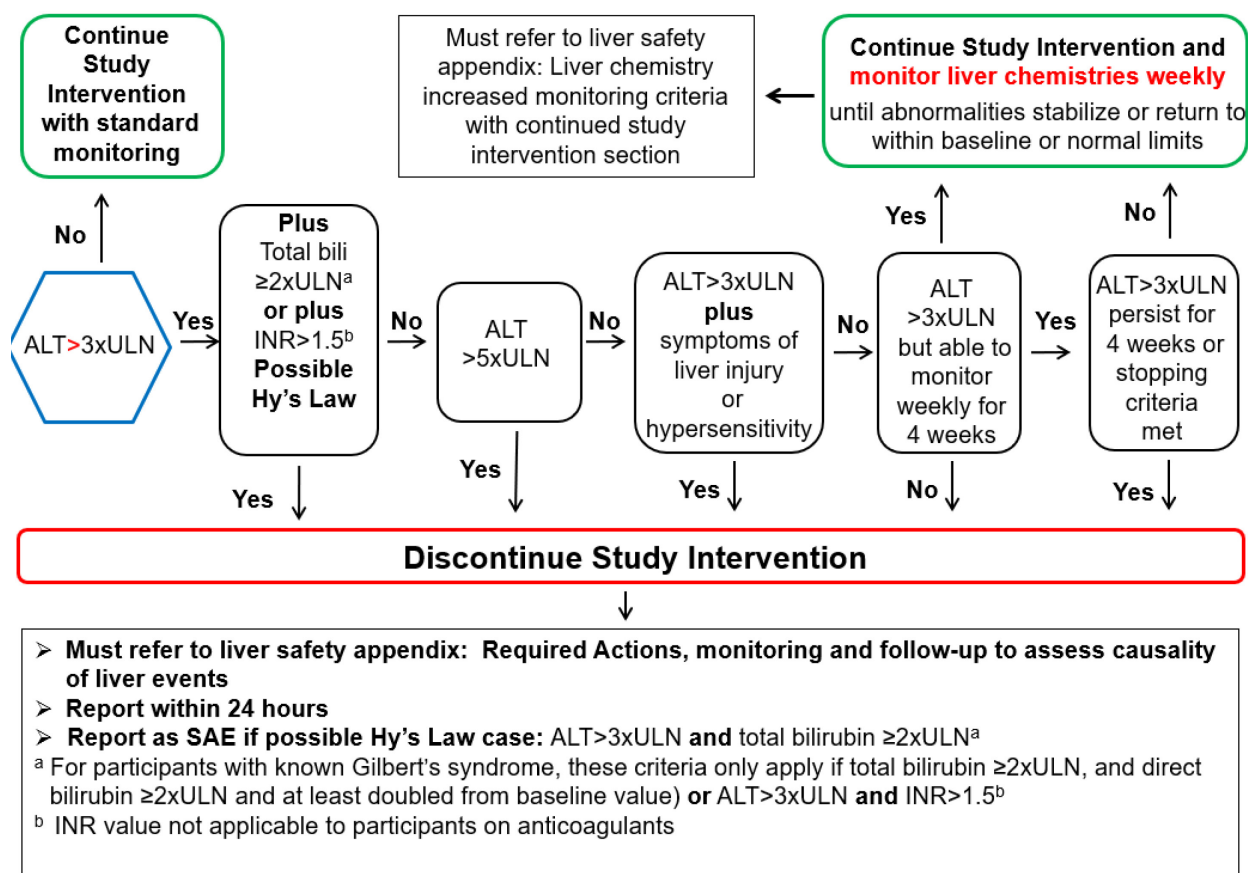 Continue
Study
Intervention
with standard
monitoring
Must refer to liver safety
appendix: Liver chemistry
increased monitoring criteria
with continued study
intervention section
Continue Study Intervention and
monitor liver chemistries weekly
until abnormalities stabilize or return to
within baseline or normal limits
No
Yes
No
ALT>3xULN
Yes
Plus
Total bili
≥2xULNᵃ
or plus
INR>1.5ᵇ
Possible
Hy's Law
No
ALT
>5xULN
No
ALT>3xULN
plus
symptoms of
liver injury
or
hypersensitivity
No
ALT
>3xULN
but able to
monitor
weekly for
4 weeks
Yes
ALT>3xULN
persist for
4 weeks or
stopping
criteria
met
Yes
Yes
Yes
No
Yes
Discontinue Study Intervention
➢ Must refer to liver safety appendix: Required Actions, monitoring and follow-up to assess causality
of liver events
➢ Report within 24 hours
➢ Report as SAE if possible Hy's Law case: ALT>3xULN and total bilirubin ≥2xULNᵃ
ᵃ For participants with known Gilbert's syndrome, these criteria only apply if total bilirubin ≥2xULN, and direct
bilirubin ≥2xULN and at least doubled from baseline value) or ALT>3xULN and INR>1.5ᵇ
ᵇ INR value not applicable to participants on anticoagulants